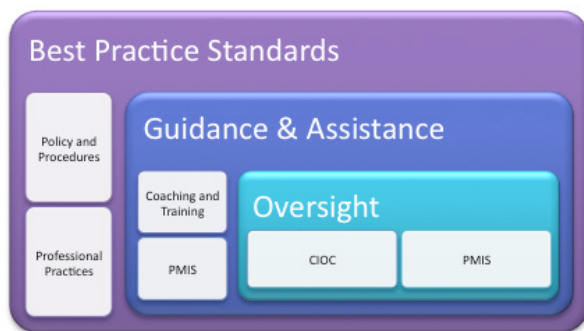 Best Practice Standards
Policy and
Procedures
Professional
Practices
Guidance & Assistance
Coaching and
Training
PMIS
Oversight
CIOC
PMIS